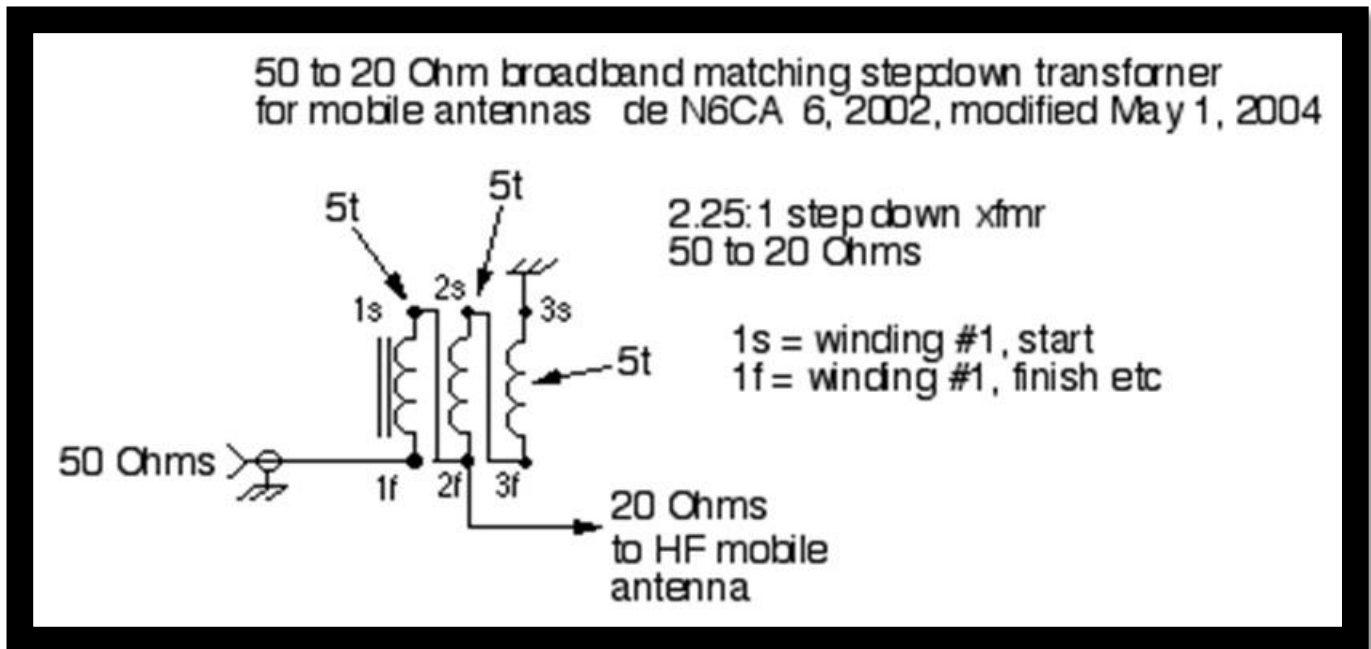 50 to 20 Ohm broadband matching stepdown transforner
for mobile antennas de N6CA 6, 2002, modified May 1, 2004
5t
5t
2.25:1 step down xfmr
50 to 20 Ohms
1s
2s
3s
1s = winding #1, start
1f = winding #1, finish etc
5t
50 Ohms
1f
2f
3f
20 Ohms
to HF mobile
antenna